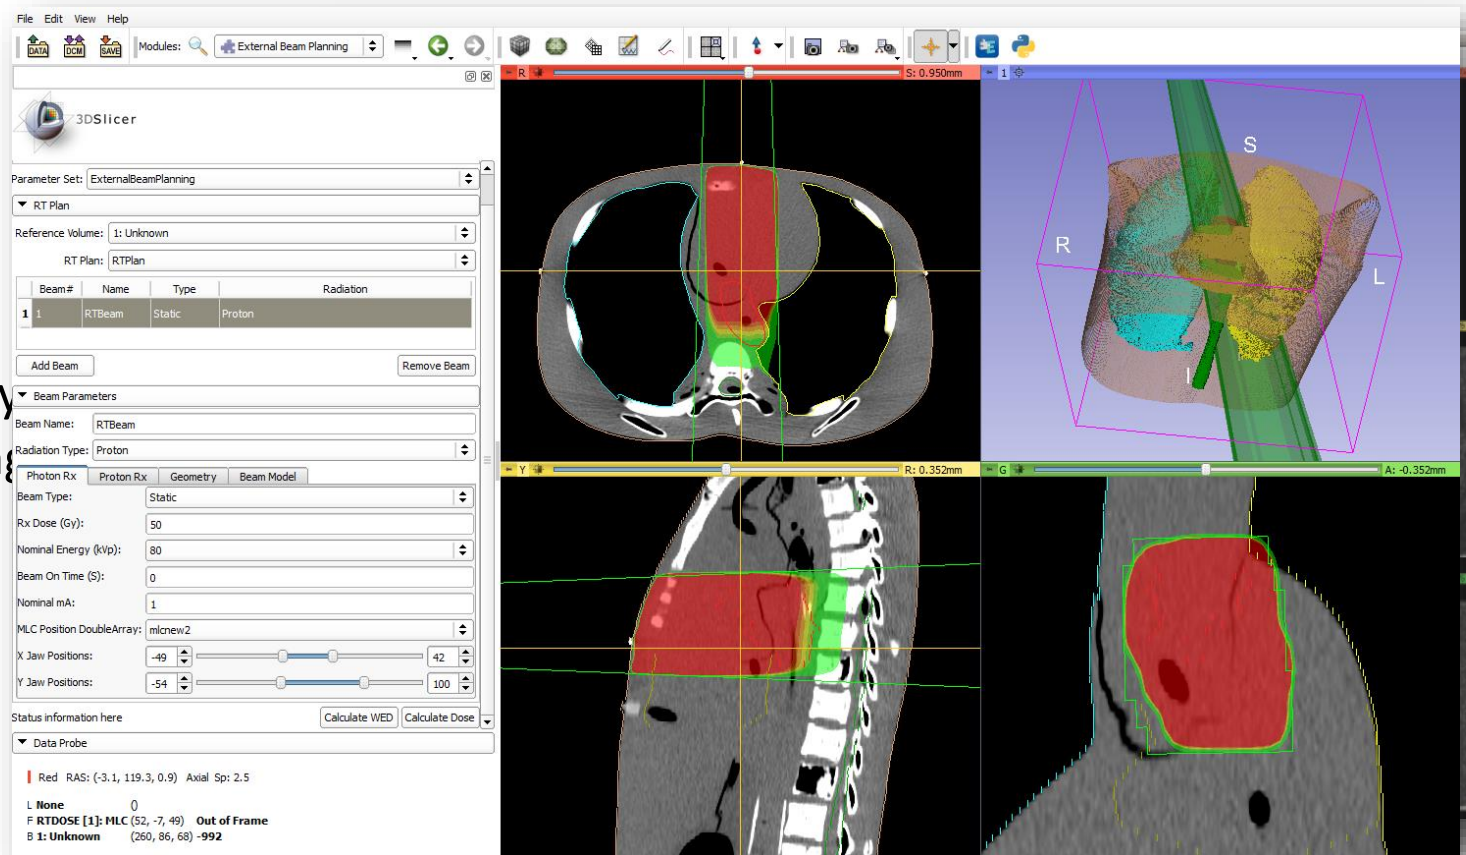 File Edit View Help
DATA DCM SAVE Modules: External Beam Planning
3DSlicer
Parameter Set: ExternalBeamPlanning
RT Plan
Reference Volume: 1: Unknown
RT Plan: RTPlan
Beam# Name Type Radiation
1 1 RTBeam Static Proton
Add Beam Remove Beam
Beam Parameters
Beam Name: RTBeam
Radiation Type: Proton
Photon Rx Proton Rx Geometry Beam Model
Beam Type: Static
Rx Dose (Gy): 50
Nominal Energy (kVp): 80
Beam On Time (S): 0
Nominal mA: 1
MLC Position DoubleArray: mlcnew2
X Jaw Positions: -49 42
Y Jaw Positions: -54 100
Status information here Calculate WED Calculate Dose
Data Probe
Red RAS: (-3.1, 119.3, 0.9) Axial Sp: 2.5
L None ()
F RTDOSE [1]: MLC (52, -7, 49) Out of Frame
B 1: Unknown (260, 86, 68) -992
R S: 0.950mm
1
S
R
L
I
Y R: 0.352mm
G A: -0.352mm